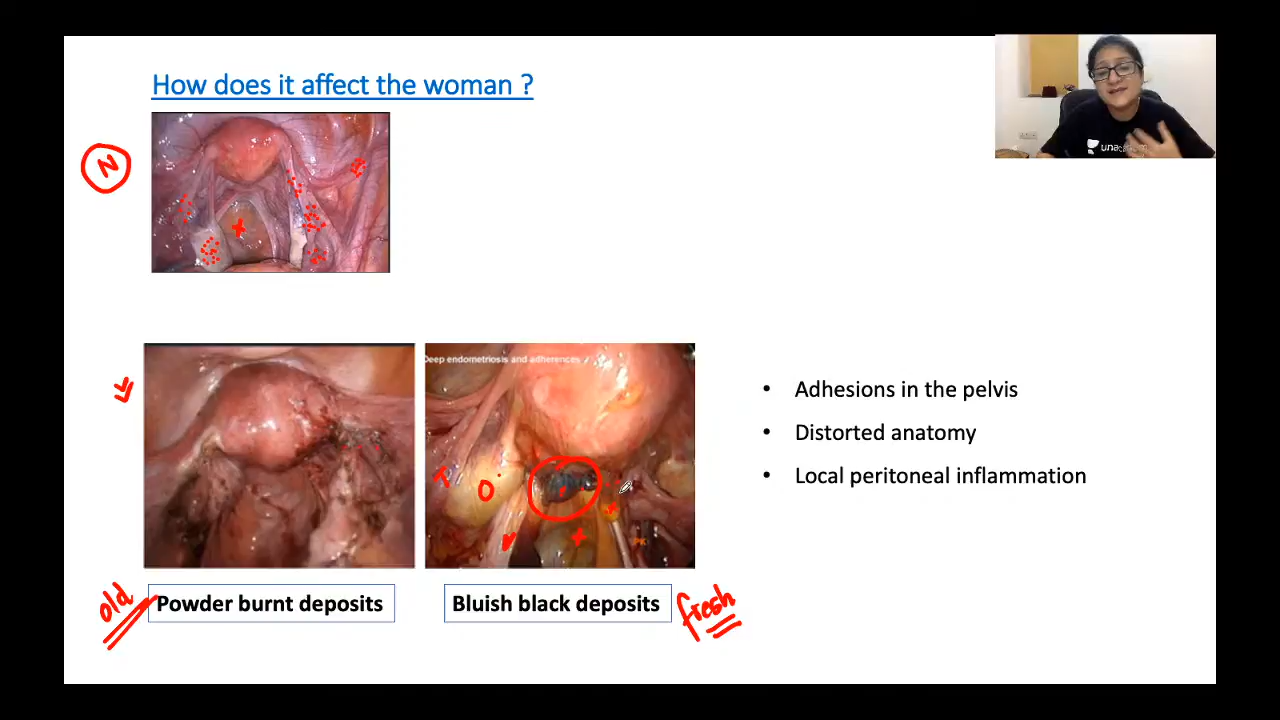 How does it affect the woman ?
N
Deep endometriosis and adherences
T
O
PK
• Adhesions in the pelvis
• Distorted anatomy
• Local peritoneal inflammation
old
Powder burnt deposits
Bluish black deposits
fresh